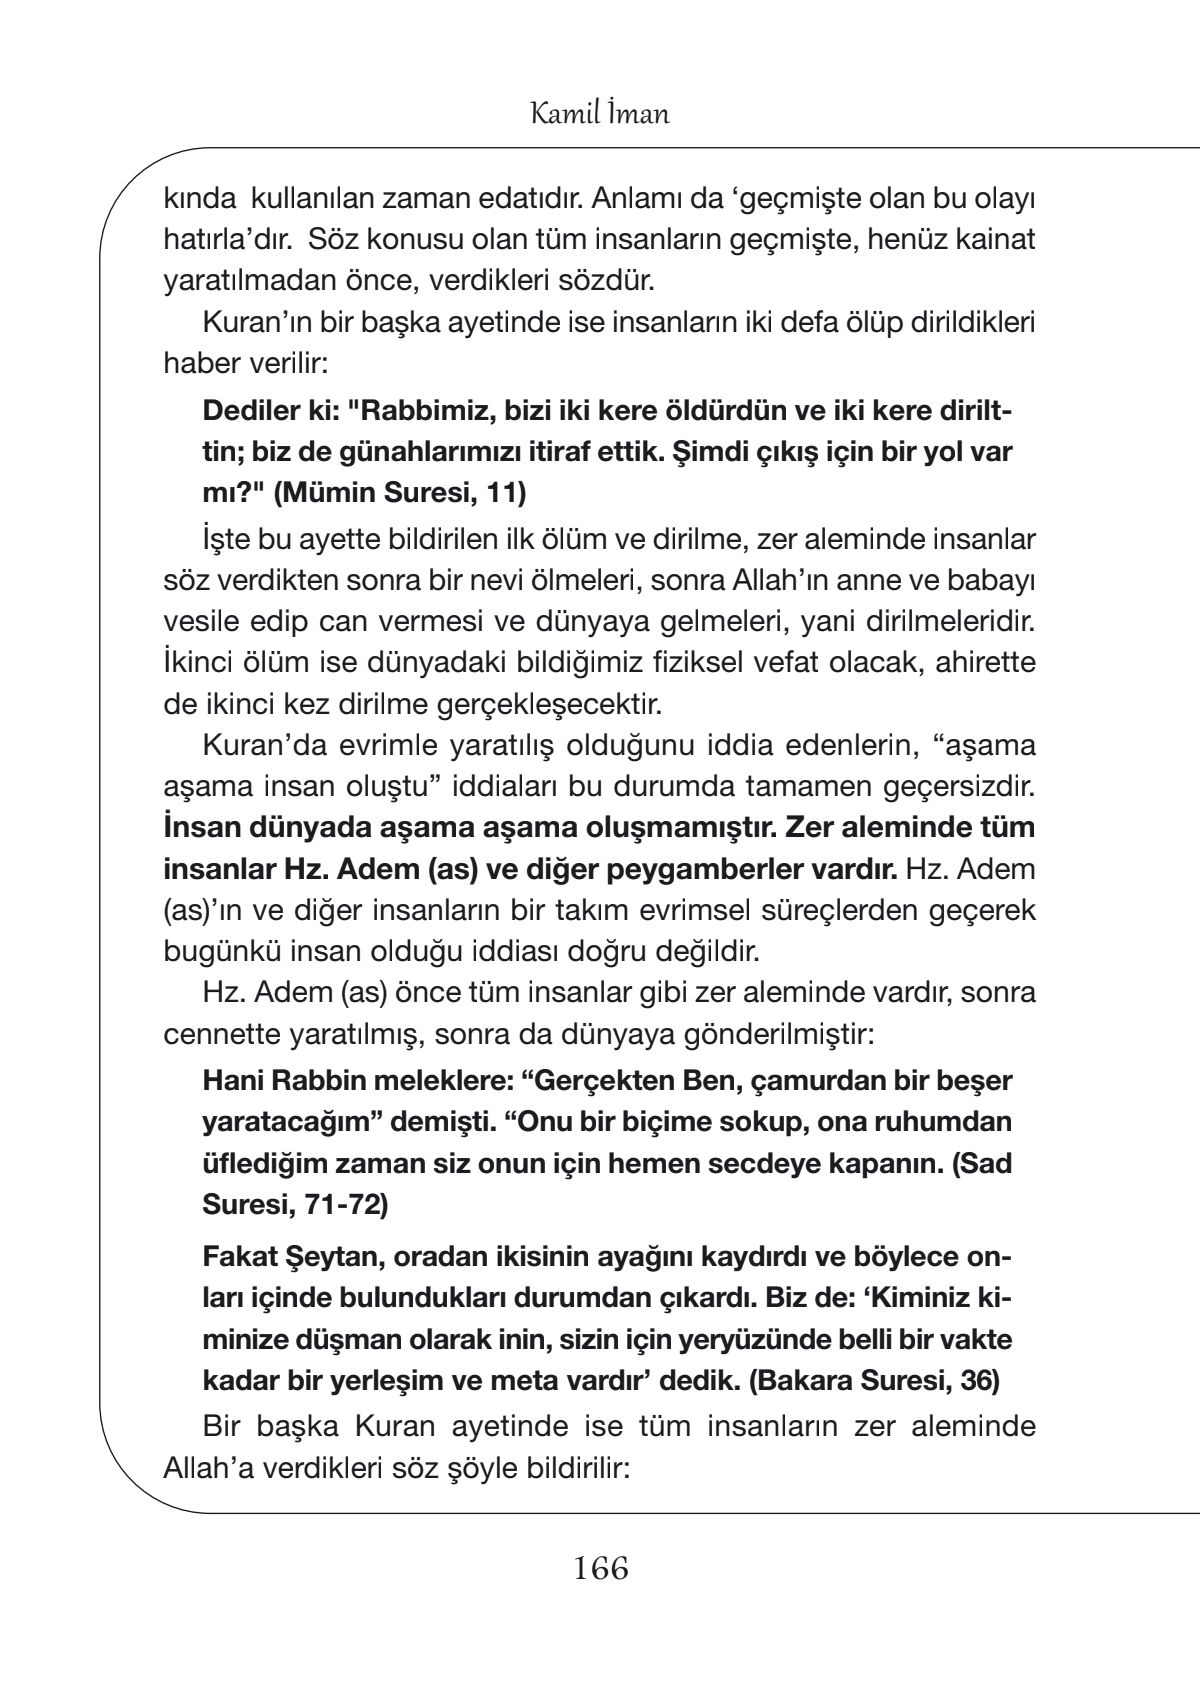 Kamil İman
kında  kullanılan zaman edatıdır. Anlamı da ‘geçmişte olan bu olayı
hatırla’dır.  Söz konusu olan tüm insanların geçmişte, henüz kainat
yaratılmadan önce, verdikleri sözdür.
Kuran’ın bir başka ayetinde ise insanların iki defa ölüp dirildikleri
haber verilir:
Dediler ki: "Rabbimiz, bizi iki kere öldürdün ve iki kere dirilt-
tin; biz de günahlarımızı itiraf ettik. Şimdi çıkış için bir yol var
mı?" (Mümin Suresi, 11)
İşte bu ayette bildirilen ilk ölüm ve dirilme, zer aleminde insanlar
söz verdikten sonra bir nevi ölmeleri, sonra Allah’ın anne ve babayı
vesile edip can vermesi ve dünyaya gelmeleri, yani dirilmeleridir.
İkinci ölüm ise dünyadaki bildiğimiz fiziksel vefat olacak, ahirette
de ikinci kez dirilme gerçekleşecektir.
Kuran’da evrimle yaratılış olduğunu iddia edenlerin, “aşama
aşama insan oluştu” iddiaları bu durumda tamamen geçersizdir.
İnsan dünyada aşama aşama oluşmamıştır. Zer aleminde tüm
insanlar Hz. Adem (as) ve diğer peygamberler vardır. Hz. Adem
(as)’ın ve diğer insanların bir takım evrimsel süreçlerden geçerek
bugünkü insan olduğu iddiası doğru değildir.
Hz. Adem (as) önce tüm insanlar gibi zer aleminde vardır, sonra
cennette yaratılmış, sonra da dünyaya gönderilmiştir:
Hani Rabbin meleklere: “Gerçekten Ben, çamurdan bir beşer
yaratacağım” demişti. “Onu bir biçime sokup, ona ruhumdan
üflediğim zaman siz onun için hemen secdeye kapanın. (Sad
Suresi, 71-72)
Fakat Şeytan, oradan ikisinin ayağını kaydırdı ve böylece on-
ları içinde bulundukları durumdan çıkardı. Biz de: ‘Kiminiz ki-
minize düşman olarak inin, sizin için yeryüzünde belli bir vakte
kadar bir yerleşim ve meta vardır’ dedik. (Bakara Suresi, 36)
Bir başka Kuran ayetinde ise tüm insanların zer aleminde
Allah’a verdikleri söz şöyle bildirilir:
166